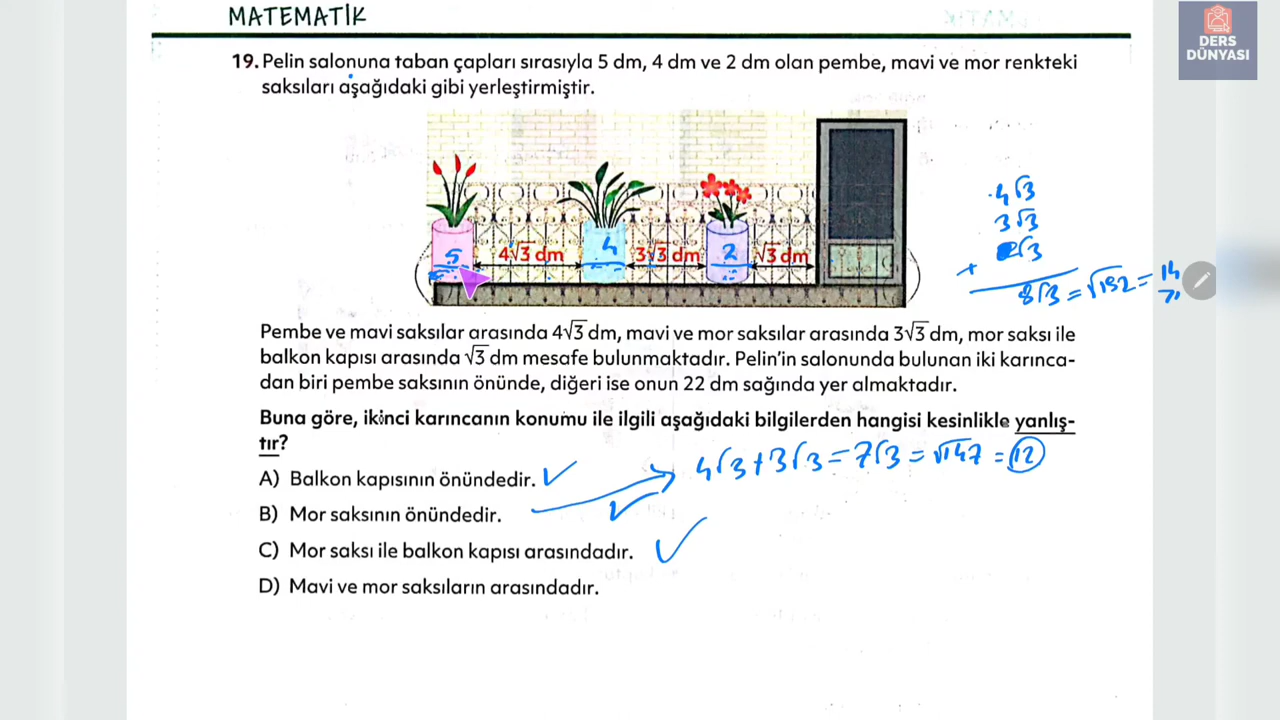 MATEMATİK
DERS
DÜNYASI
19. Pelin salonuna taban çapları sırasıyla 5 dm, 4 dm ve 2 dm olan pembe, mavi ve mor renkteki
saksıları aşağıdaki gibi yerleştirmiştir.
5 4√3 dm 4 3√3 dm 2 √3 dm
4√3
3√3
√3
+
8√3 = √192 = 14
Pembe ve mavi saksılar arasında 4√3 dm, mavi ve mor saksılar arasında 3√3 dm, mor saksı ile
balkon kapısı arasında √3 dm mesafe bulunmaktadır. Pelin'in salonunda bulunan iki karınca-
dan biri pembe saksının önünde, diğeri ise onun 22 dm sağında yer almaktadır.
Buna göre, ikinci karıncanın konumu ile ilgili aşağıdaki bilgilerden hangisi kesinlikle yanlış-
tır?
4√3+3√3=7√3=√147=12
A) Balkon kapısının önündedir.
B) Mor saksının önündedir.
C) Mor saksı ile balkon kapısı arasındadır.
D) Mavi ve mor saksıların arasındadır.